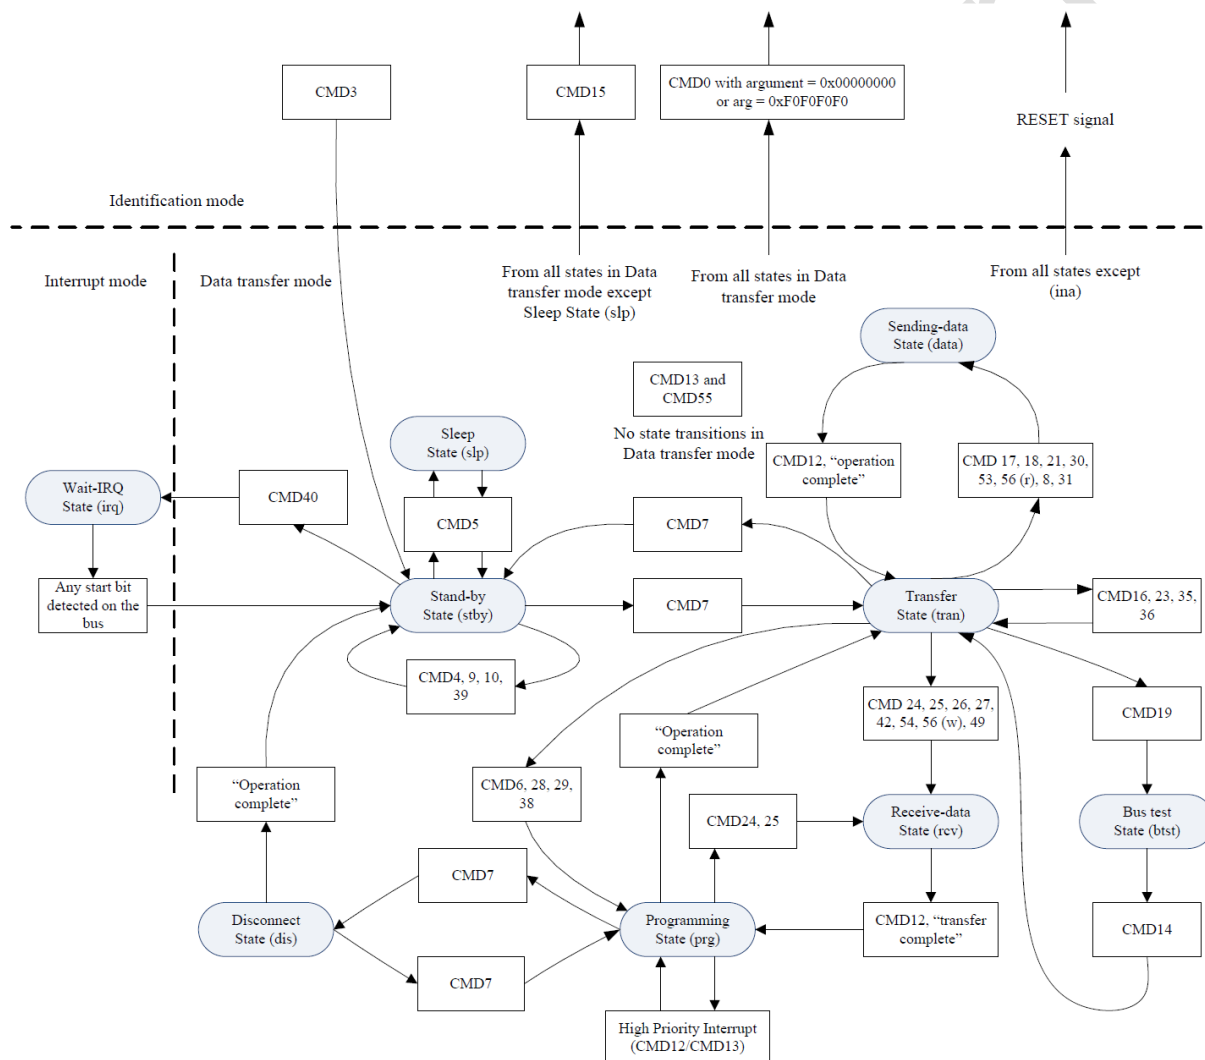 CMD3
CMD15
CMD0 with argument = 0x00000000
or arg = 0xF0F0F0F0
RESET signal
Identification mode
Interrupt mode
Data transfer mode
From all states in Data
transfer mode except
Sleep State (slp)
From all states in Data
transfer mode
From all states except
(ina)
Sending-data
State (data)
CMD13 and
CMD55
No state transitions in
Data transfer mode
Sleep
State (slp)
CMD12, “operation
complete”
CMD 17, 18, 21, 30,
53, 56 (r), 8, 31
Wait-IRQ
State (irq)
CMD40
CMD5
CMD7
Any start bit
detected on the
bus
Stand-by
State (stby)
CMD7
Transfer
State (tran)
CMD16, 23, 35,
36
CMD4, 9, 10,
39
CMD 24, 25, 26, 27,
42, 54, 56 (w), 49
CMD19
“Operation
complete”
“Operation
complete”
CMD6, 28, 29,
38
CMD24, 25
Receive-data
State (rcv)
Bus test
State (btst)
CMD7
Disconnect
State (dis)
Programming
State (prg)
CMD12, “transfer
complete”
CMD14
CMD7
High Priority Interrupt
(CMD12/CMD13)